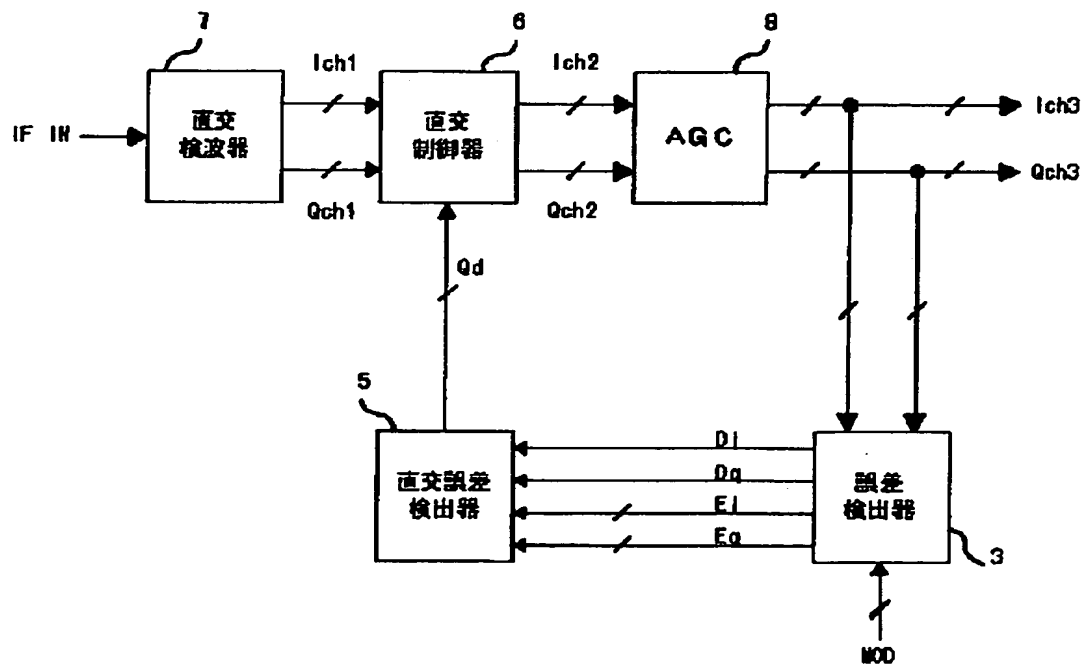 7
6
8
Ich1
Ich2
IF IN
直交
検波器
直交
制御器
AGC
Ich3
Qch3
Qch1
Qch2
Qd
5
直交誤差
検出器
Di
Dq
Ei
Eq
誤差
検出器
3
MOD